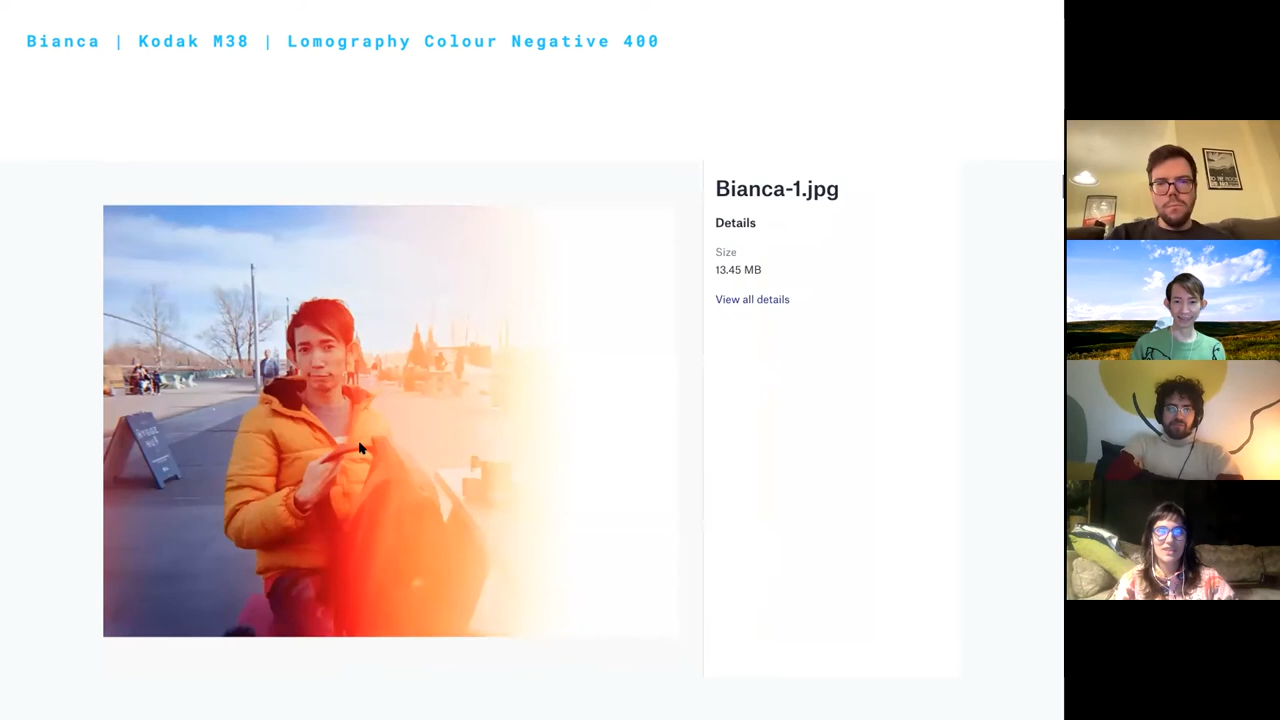 Bianca | Kodak M38 | Lomography Colour Negative 400
Bianca-1.jpg
Details
Size
13.45 MB
View all details